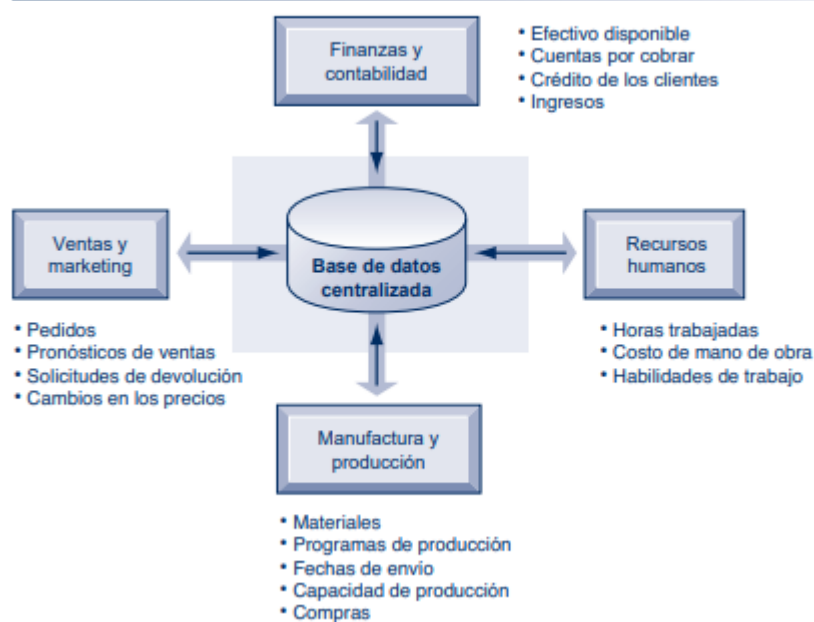 Finanzas y
contabilidad
• Efectivo disponible
• Cuentas por cobrar
• Crédito de los clientes
• Ingresos
Ventas y
marketing
• Pedidos
• Pronósticos de ventas
• Solicitudes de devolución
• Cambios en los precios
Base de datos
centralizada
Recursos
humanos
• Horas trabajadas
• Costo de mano de obra
• Habilidades de trabajo
Manufactura y
producción
• Materiales
• Programas de producción
• Fechas de envío
• Capacidad de producción
• Compras